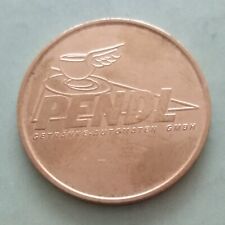 PENDL
GETRÄNKE-AUTOMATEN GMBH